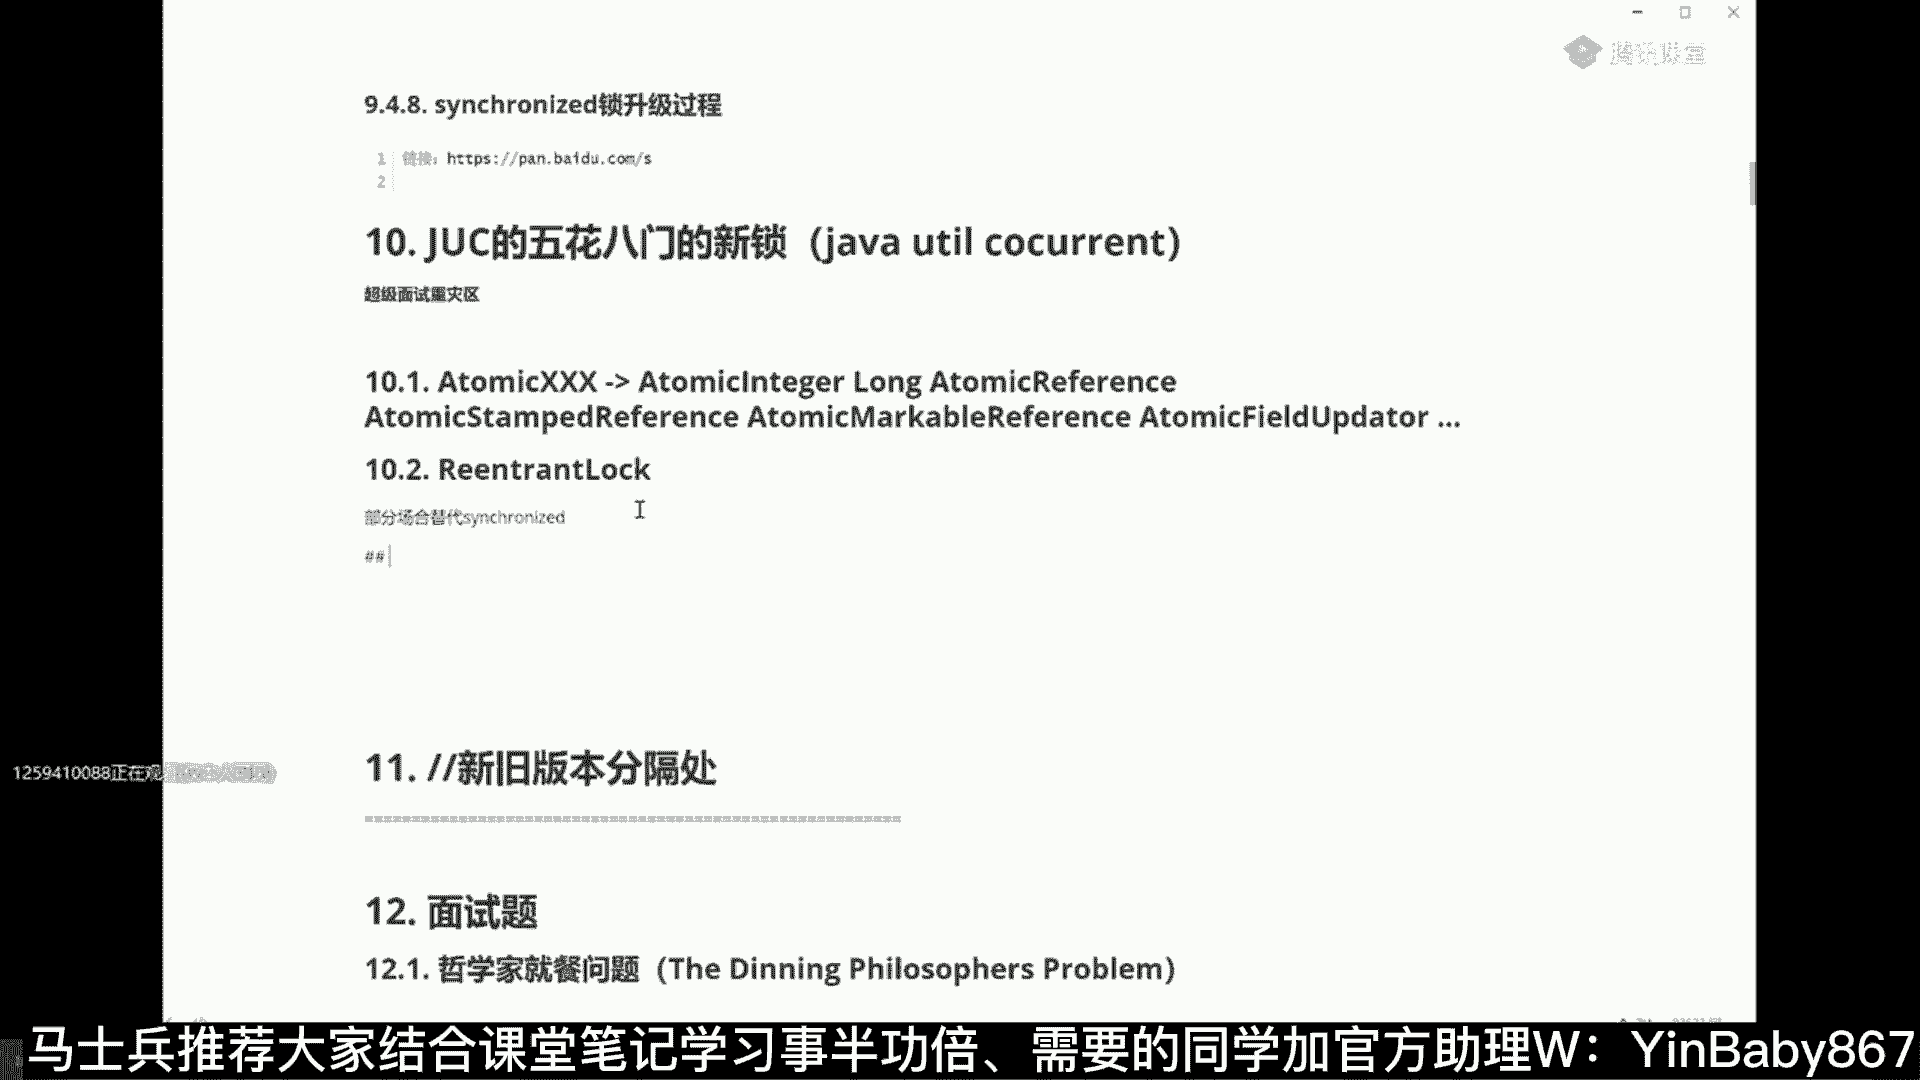 腾讯课堂
9.4.8. synchronized锁升级过程
1 链接：https://pan.baidu.com/s
2
10. JUC的五花八门的新锁（java util cocurrent）
超级面试重灾区
10.1. AtomicXXX -> AtomicInteger Long AtomicReference
AtomicStampedReference AtomicMarkableReference AtomicFieldUpdator ...
10.2. ReentrantLock
部分场合替代synchronized
##
11. //新旧版本分隔处
12. 面试题
12.1. 哲学家就餐问题（The Dinning Philosophers Problem）
1259410088正在观
马士兵推荐大家结合课堂笔记学习事半功倍、需要的同学加官方助理W：YinBaby867